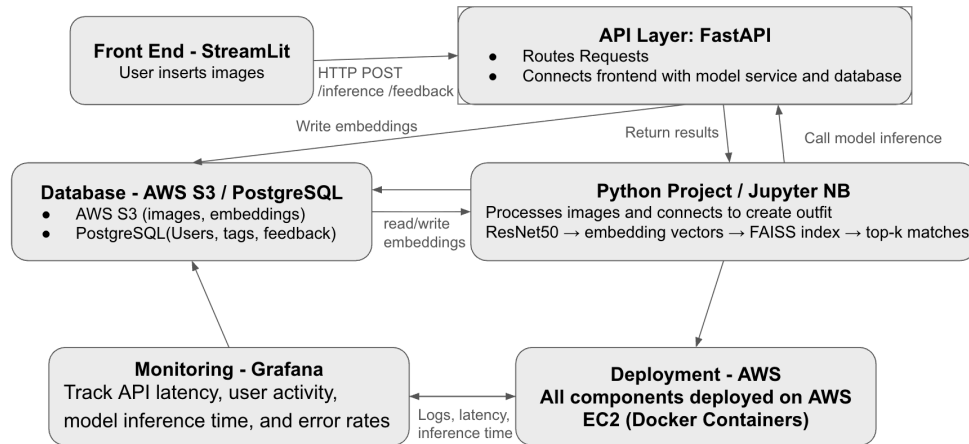 Front End - StreamLit
User inserts images
HTTP POST
/inference /feedback
API Layer: FastAPI
● Routes Requests
● Connects frontend with model service and database
Write embeddings
Return results
Call model inference
Database - AWS S3 / PostgreSQL
● AWS S3 (images, embeddings)
● PostgreSQL(Users, tags, feedback)
read/write
embeddings
Python Project / Jupyter NB
Processes images and connects to create outfit
ResNet50 → embedding vectors → FAISS index → top-k matches
Monitoring - Grafana
Track API latency, user activity,
model inference time, and error rates
Logs, latency,
inference time
Deployment - AWS
All components deployed on AWS
EC2 (Docker Containers)